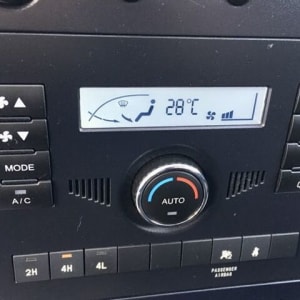 28°C
MODE
A/C
AUTO
2H
4H
4L
PASSENGER
AIRBAG